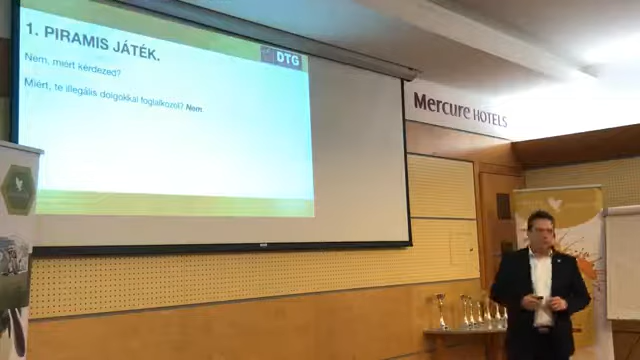 1. PIRAMIS JÁTÉK.
DTG
Nem, miért kérdezed?
Miért, te illegális dolgokkal foglalkozol? Nem.
Mercure HOTELS